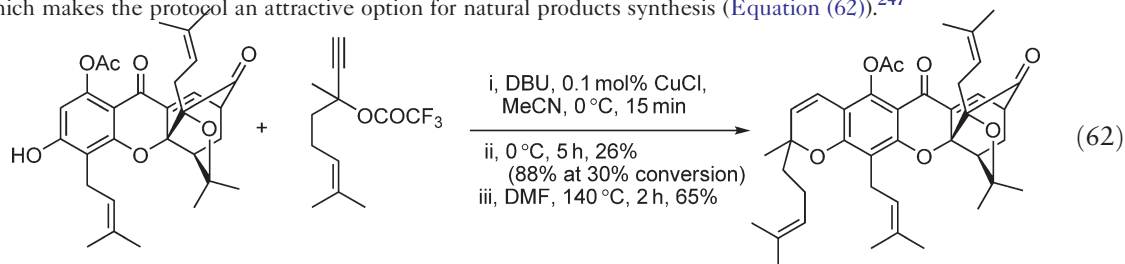 hich makes the protocol an attractive option for natural products synthesis (Equation (62)).247
OAc
O
O
HO
O
O
+
OCOCF3
i, DBU, 0.1 mol% CuCl,
MeCN, 0 °C, 15 min
ii, 0 °C, 5 h, 26%
(88% at 30% conversion)
iii, DMF, 140 °C, 2 h, 65%
OAc
O
O
O
O
O
(62)